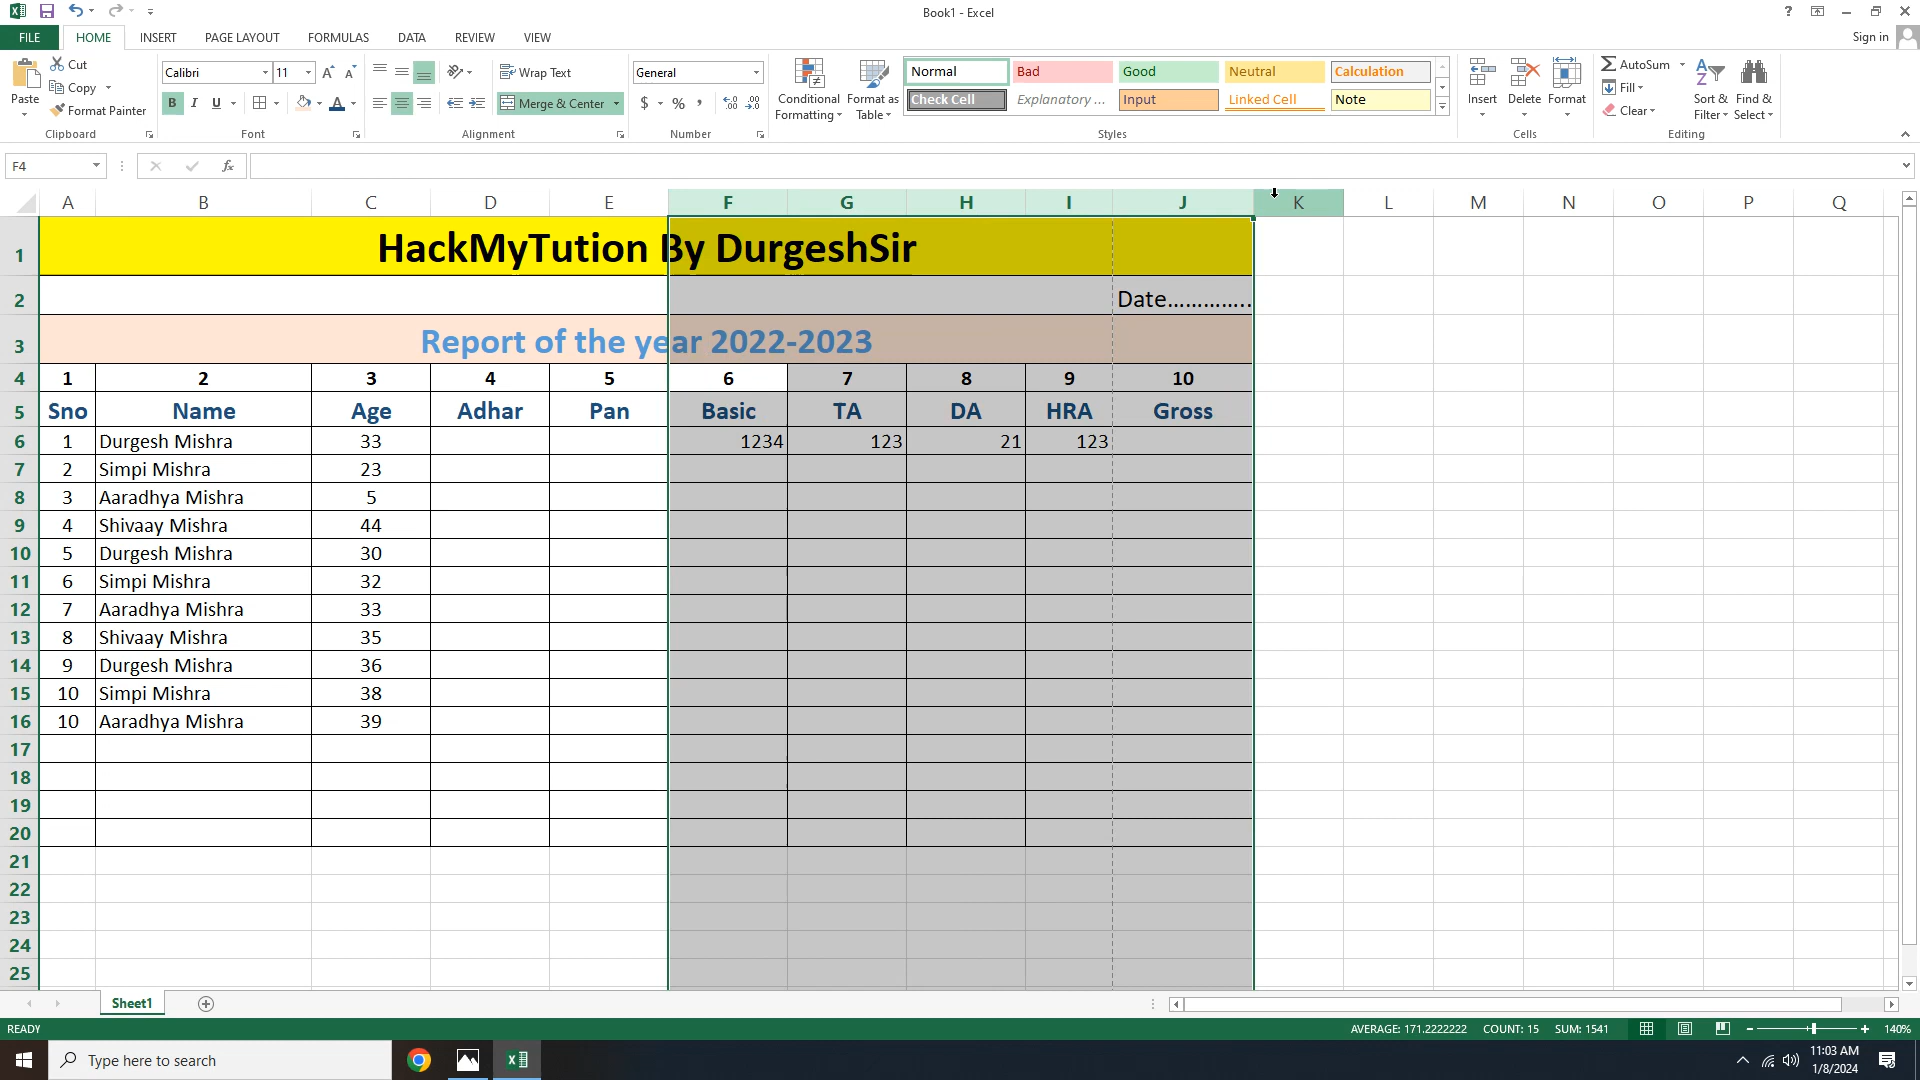 Book1 - Excel
?
FILE HOME INSERT PAGE LAYOUT FORMULAS DATA REVIEW VIEW Sign in
Paste Cut Copy Format Painter Clipboard
Calibri 11 B I U A Font
Wrap Text Merge & Center Alignment
General $ % , Number
Conditional Formatting Format as Table
Normal Bad Good Neutral Calculation
Check Cell Explanatory ... Input Linked Cell Note
Styles
Insert Delete Format Cells
AutoSum Fill Clear Sort & Filter Find & Select Editing
F4 fx
A B C D E F G H I J K L M N O P Q
1 HackMyTution By DurgeshSir
2 Date..............
3 Report of the year 2022-2023
4 1 2 3 4 5 6 7 8 9 10
5 Sno Name Age Adhar Pan Basic TA DA HRA Gross
6 1 Durgesh Mishra 33 1234 123 21 123
7 2 Simpi Mishra 23
8 3 Aaradhya Mishra 5
9 4 Shivaay Mishra 44
10 5 Durgesh Mishra 30
11 6 Simpi Mishra 32
12 7 Aaradhya Mishra 33
13 8 Shivaay Mishra 35
14 9 Durgesh Mishra 36
15 10 Simpi Mishra 38
16 10 Aaradhya Mishra 39
17
18
19
20
21
22
23
24
25
Sheet1
READY AVERAGE: 171.2222222 COUNT: 15 SUM: 1541 140%
Type here to search 11:03 AM
1/8/2024